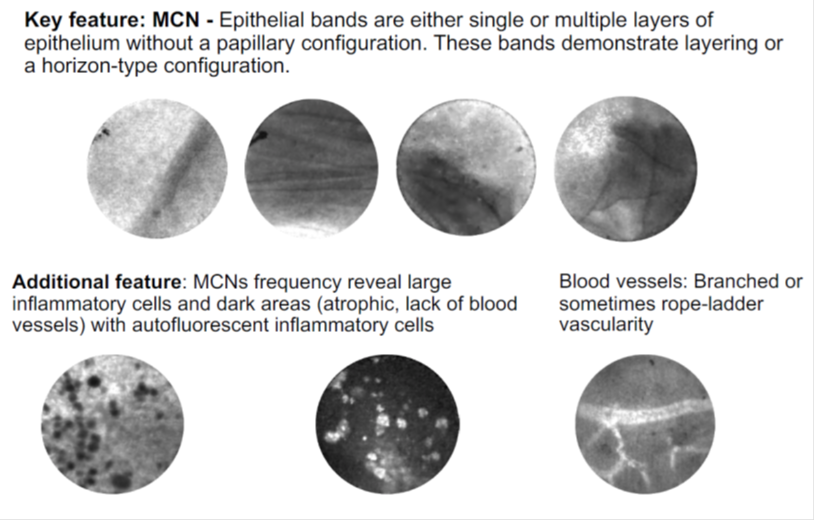 Key feature: MCN - Epithelial bands are either single or multiple layers of
epithelium without a papillary configuration. These bands demonstrate layering or
a horizon-type configuration.
Additional feature: MCNs frequency reveal large
inflammatory cells and dark areas (atrophic, lack of blood
vessels) with autofluorescent inflammatory cells
Blood vessels: Branched or
sometimes rope-ladder
vascularity